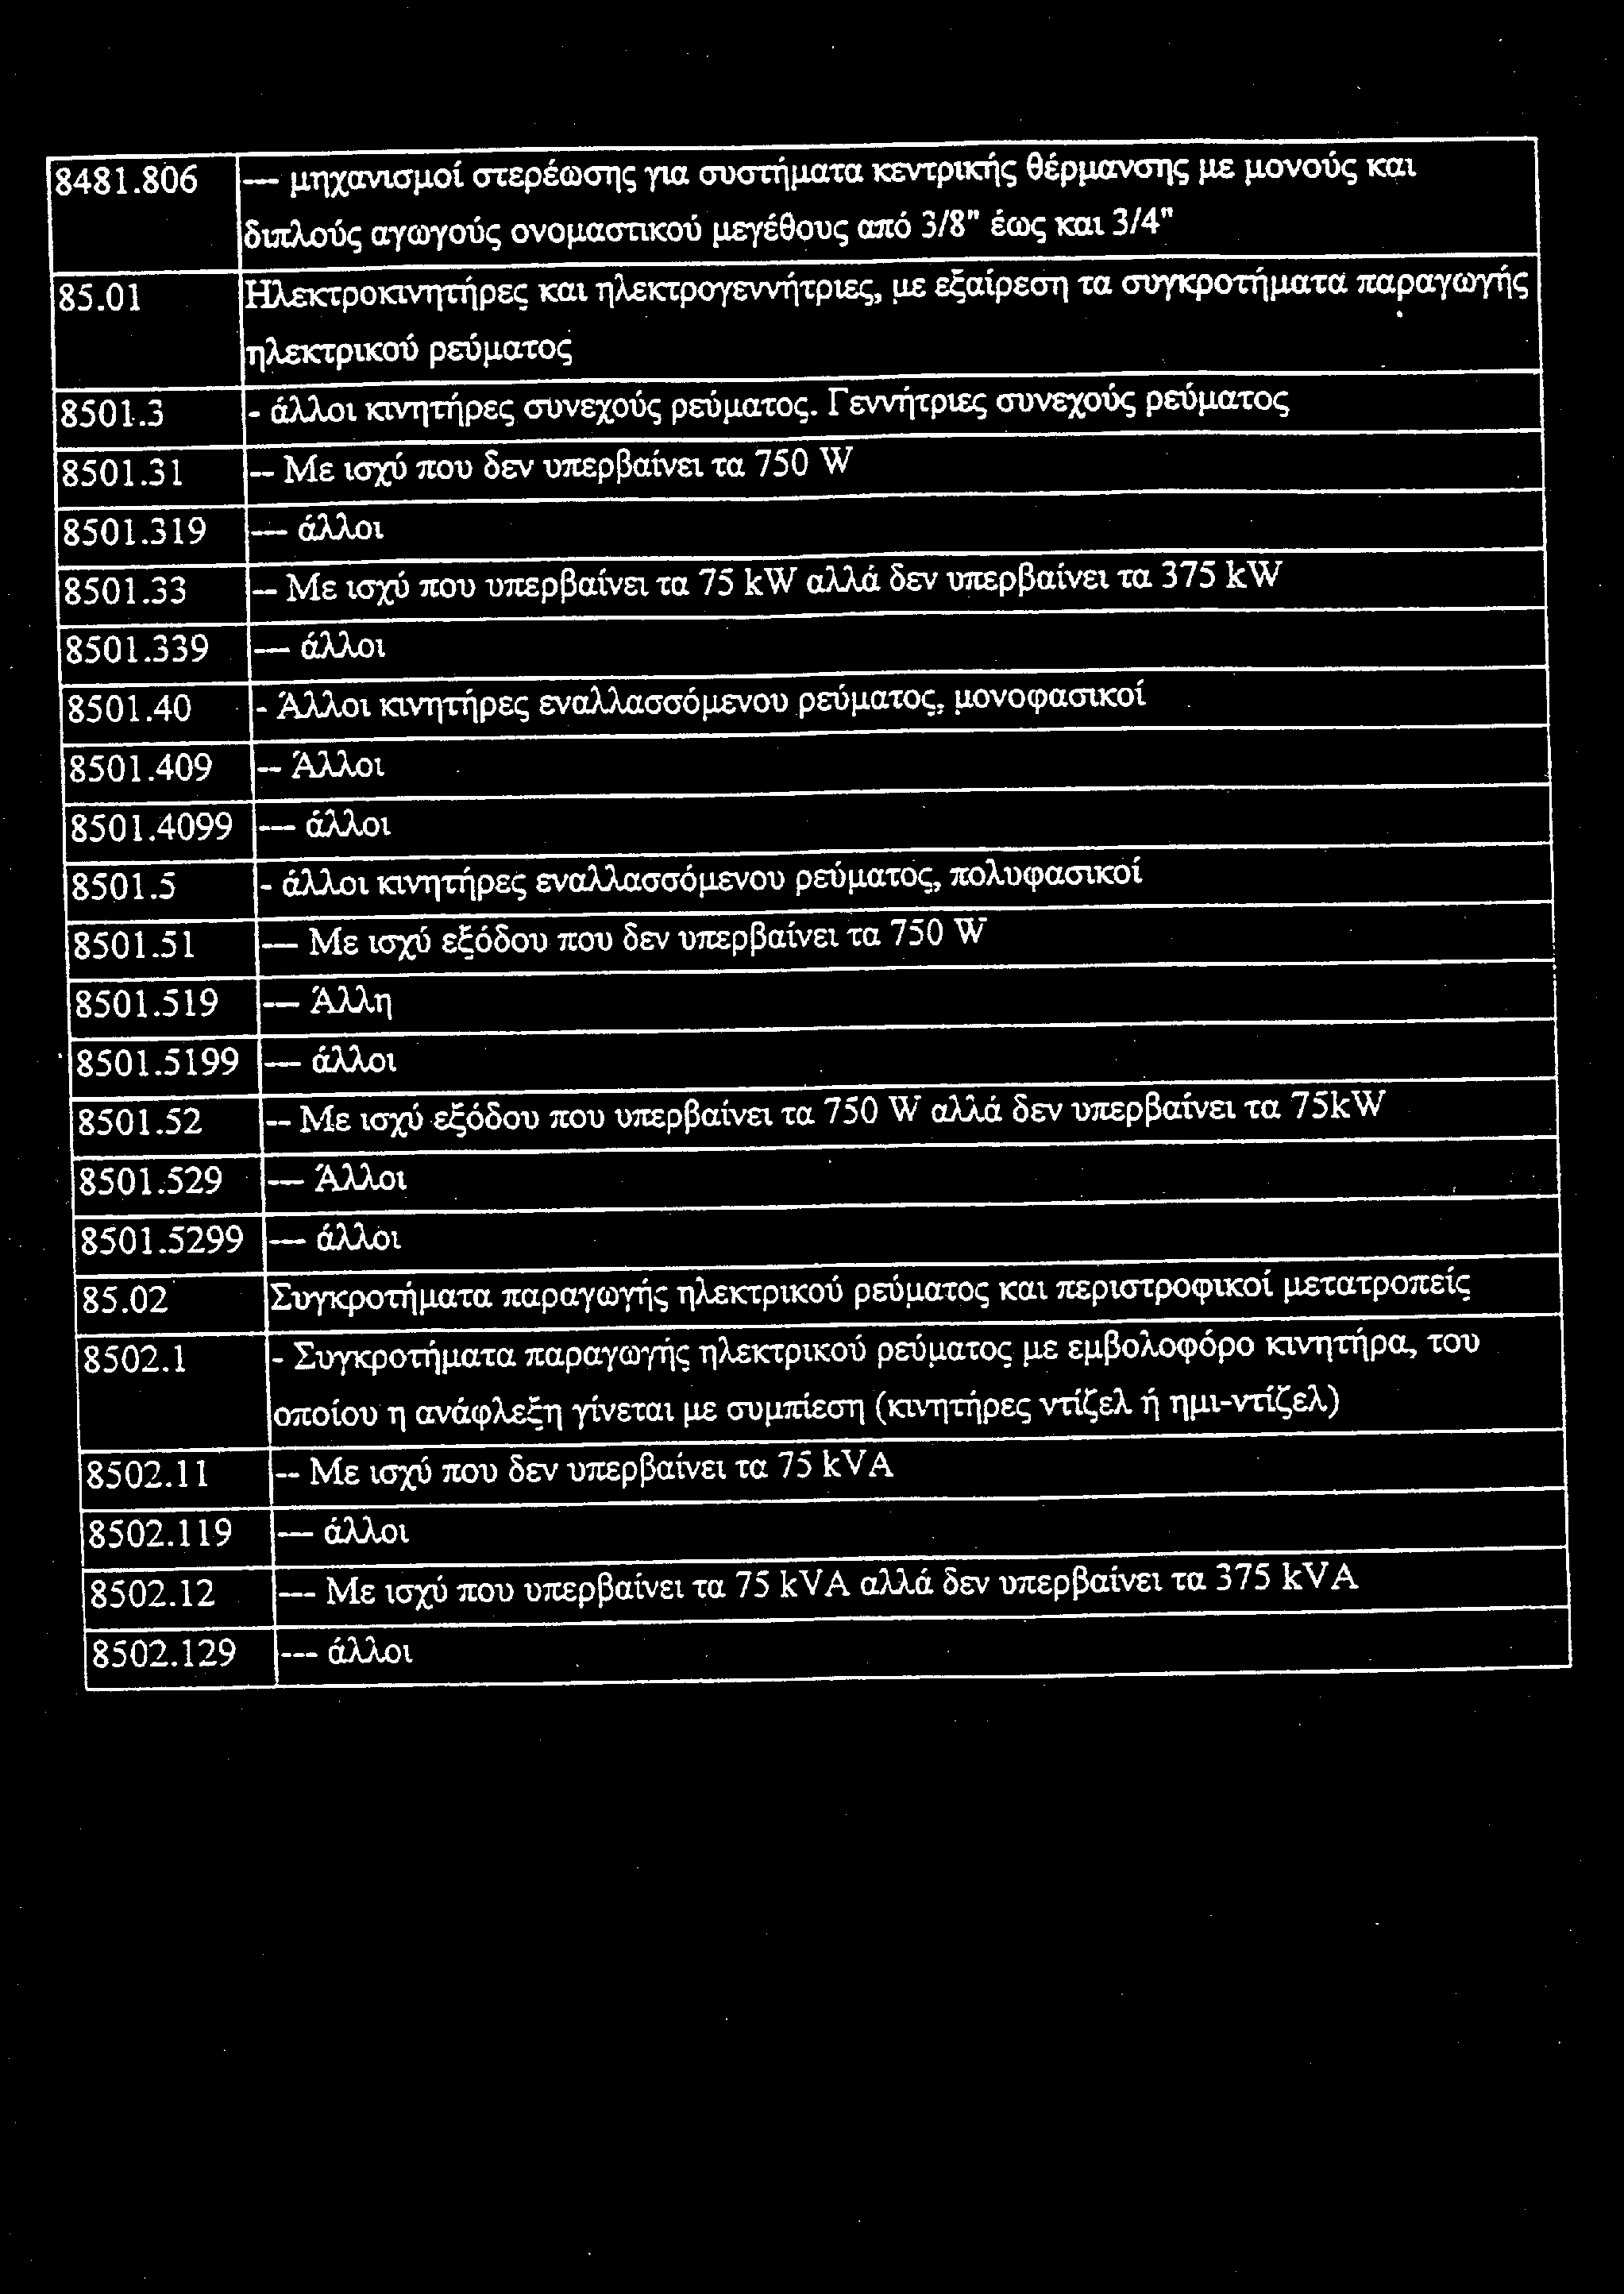 8481.806 — μηχανισμοί στερέωσης για συστήματα κεντρικής θέρμανσης με μονούς και
διπλούς αγωγούς ονομαστικού μεγέθους από 3/8" έως και 3/4"
85.01 Ηλεκτροκινητήρες και ηλεκτρογεννήτριες, με εξαίρεση τα συγκροτήματα παραγωγής
ηλεκτρικού ρεύματος
8501.3 - άλλοι κινητήρες συνεχούς ρεύματος. Γεννήτριες συνεχούς ρεύματος
8501.31 -- Με ισχύ που δεν υπερβαίνει τα 750 W
8501.319 — άλλοι
8501.33 -- Με ισχύ που υπερβαίνει τα 75 kW αλλά δεν υπερβαίνει τα 375 kW
8501.339 — άλλοι
8501.40 - Άλλοι κινητήρες εναλλασσόμενου ρεύματος, μονοφασικοί
8501.409 -- Άλλοι
8501.4099 — άλλοι
8501.5 - άλλοι κινητήρες εναλλασσόμενου ρεύματος, πολυφασικοί
8501.51 — Με ισχύ εξόδου που δεν υπερβαίνει τα 750 W
8501.519 — Άλλη
8501.5199 — άλλοι
8501.52 -- Με ισχύ εξόδου που υπερβαίνει τα 750 W αλλά δεν υπερβαίνει τα 75kW
8501.529 — Άλλοι
8501.5299 — άλλοι
85.02 Συγκροτήματα παραγωγής ηλεκτρικού ρεύματος και περιστροφικοί μετατροπείς
8502.1 - Συγκροτήματα παραγωγής ηλεκτρικού ρεύματος με εμβολοφόρο κινητήρα, του
οποίου η ανάφλεξη γίνεται με συμπίεση (κινητήρες ντίζελ ή ημι-ντίζελ)
8502.11 -- Με ισχύ που δεν υπερβαίνει τα 75 kVA
8502.119 — άλλοι
8502.12 — Με ισχύ που υπερβαίνει τα 75 kVA αλλά δεν υπερβαίνει τα 375 kVA
8502.129 — άλλοι